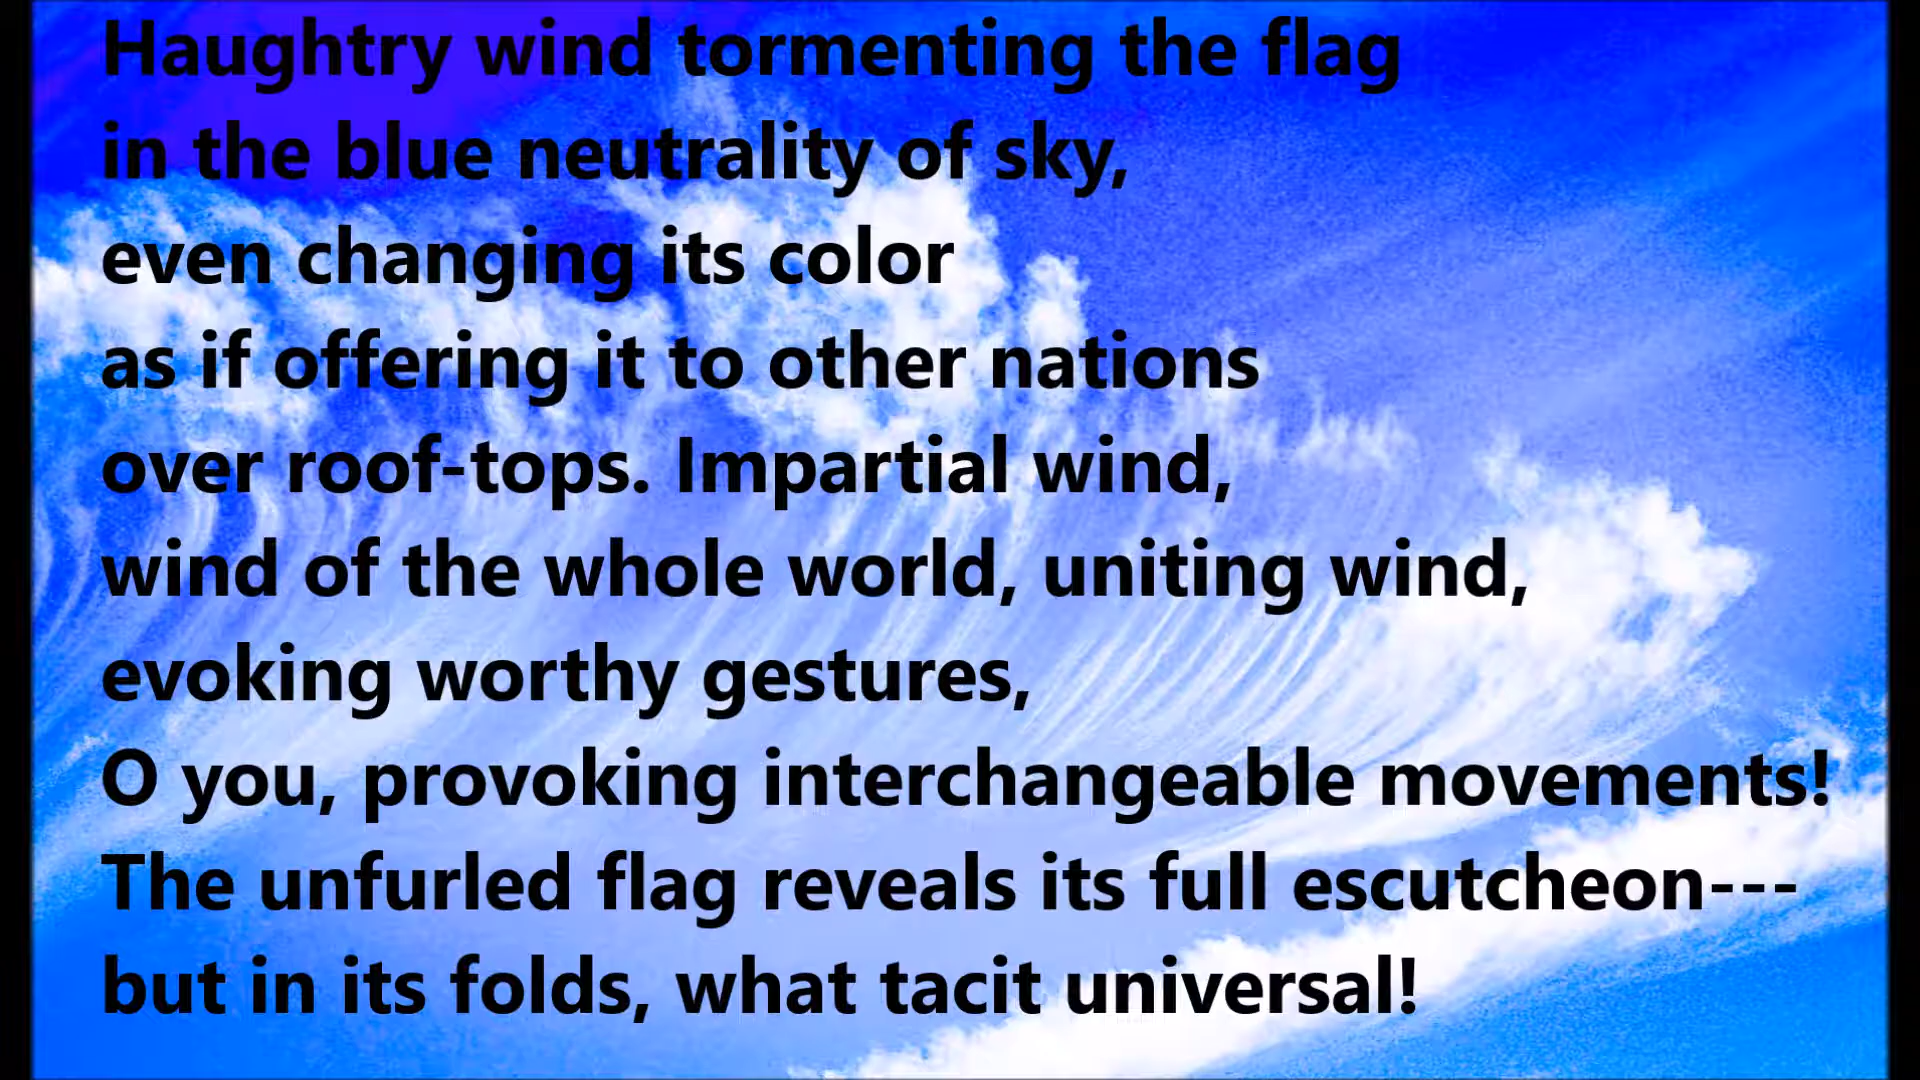 Haughtry wind tormenting the flag
in the blue neutrality of sky,
even changing its color
as if offering it to other nations
over roof-tops. Impartial wind,
wind of the whole world, uniting wind,
evoking worthy gestures,
O you, provoking interchangeable movements!
The unfurled flag reveals its full escutcheon---
but in its folds, what tacit universal!